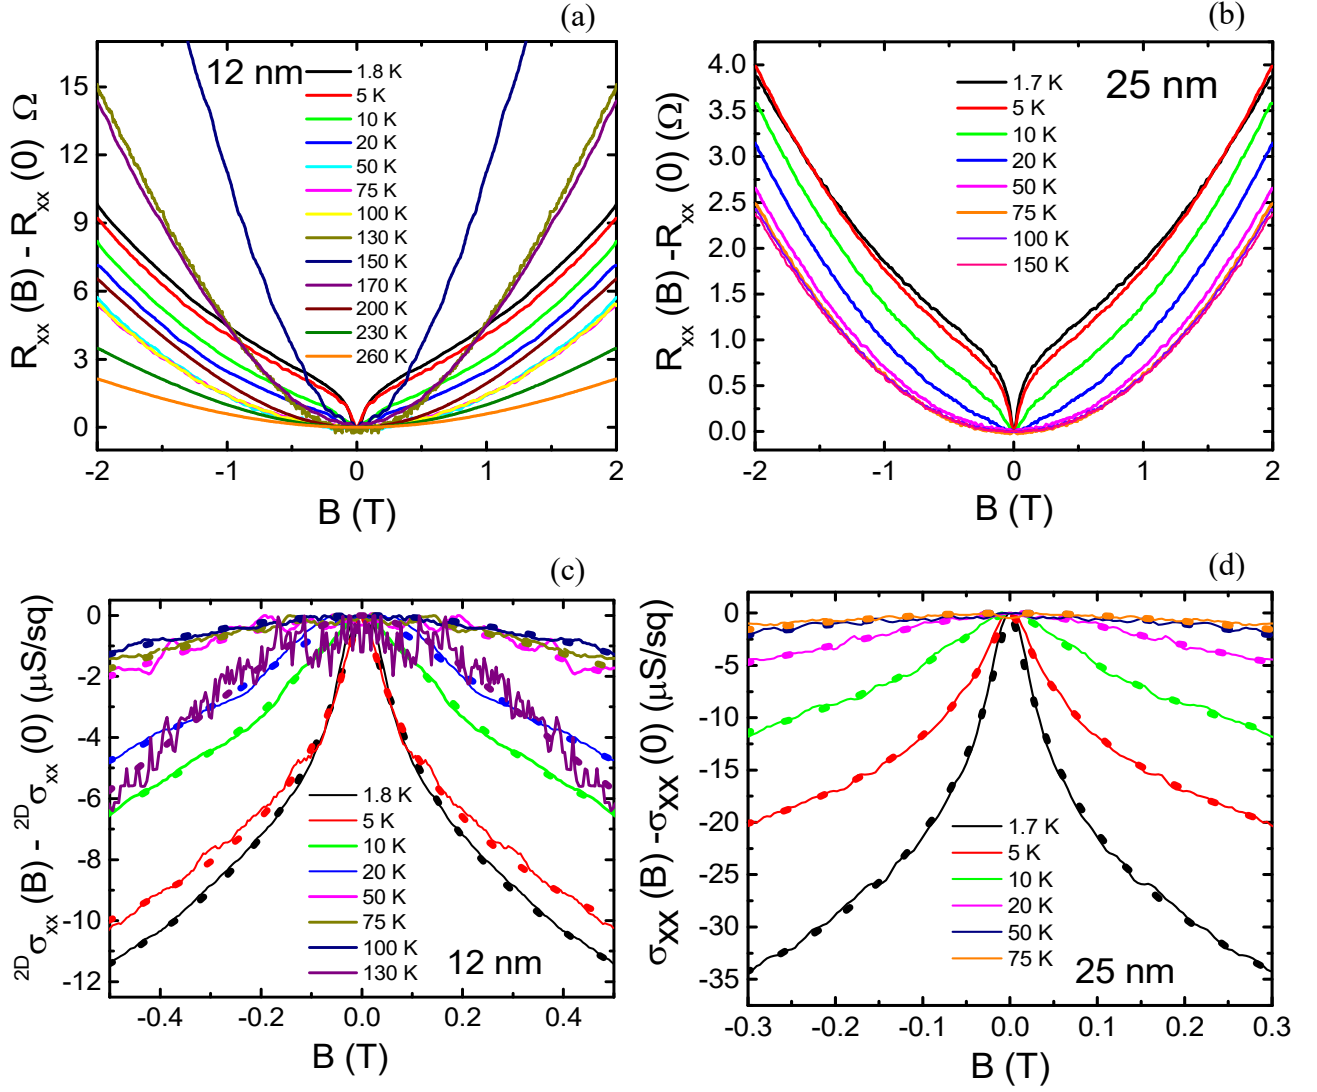 (a)
12 nm
1.8 K
5 K
10 K
20 K
50 K
75 K
100 K
130 K
150 K
170 K
200 K
230 K
260 K
15
12
9
6
3
0
-2
-1
0
1
2
R_xx (B) - R_xx (0) Ω
B (T)
(b)
25 nm
1.7 K
5 K
10 K
20 K
50 K
75 K
100 K
150 K
4.0
3.5
3.0
2.5
2.0
1.5
1.0
0.5
0.0
-2
-1
0
1
2
R_xx (B) -R_xx (0) (Ω)
B (T)
(c)
0
-2
-4
-6
-8
-10
-12
1.8 K
5 K
10 K
20 K
50 K
75 K
100 K
130 K
12 nm
-0.4
-0.2
0.0
0.2
0.4
2D σ_xx (B) - 2D σ_xx (0) (µS/sq)
B (T)
(d)
0
-5
-10
-15
-20
-25
-30
-35
1.7 K
5 K
10 K
20 K
50 K
75 K
25 nm
-0.3
-0.2
-0.1
0.0
0.1
0.2
0.3
σxx (B) -σxx (0) (µS/sq)
B (T)